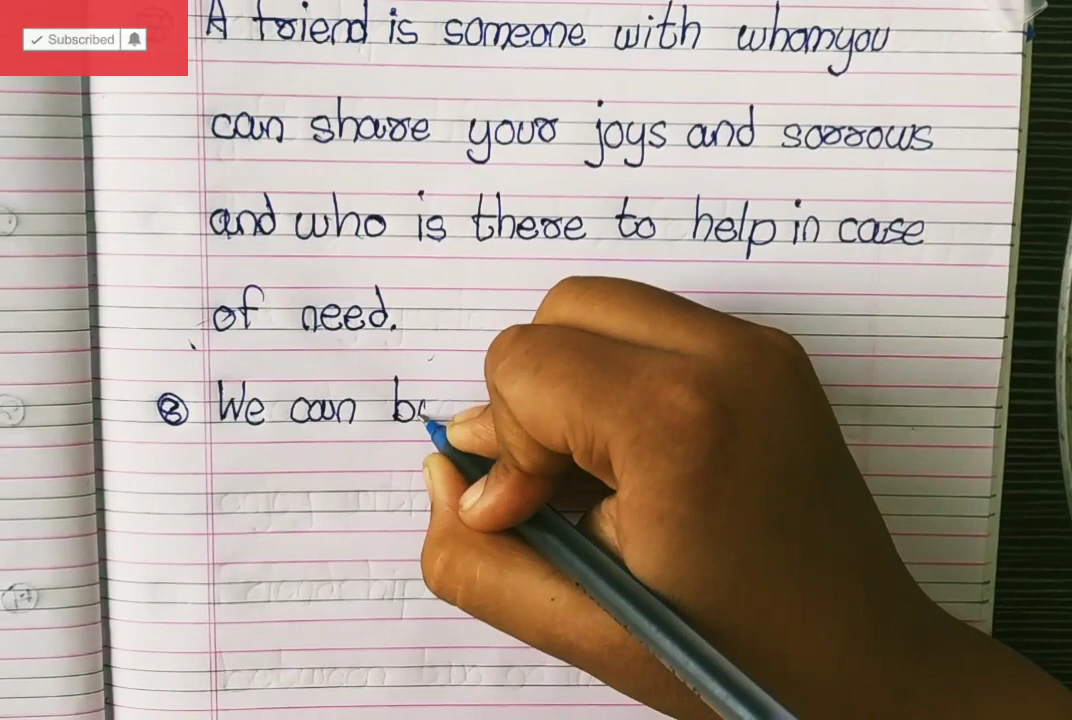 Subscribed
A friend is someone with whomyou
can share your joys and sorrows
and who is there to help in case
of need.
② We can b